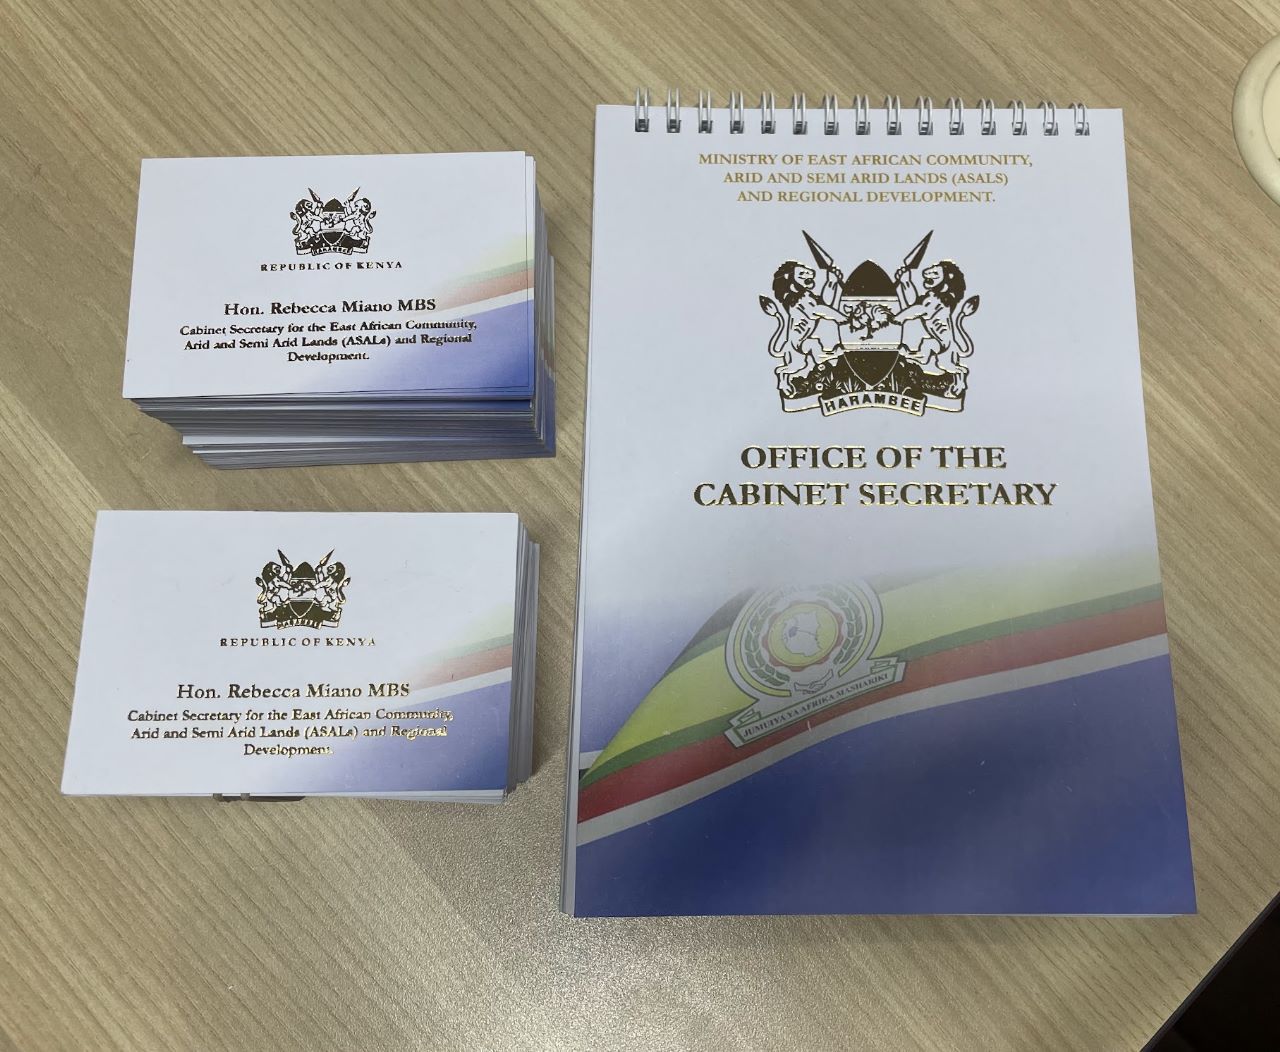 REPUBLIC OF KENYA
Hon. Rebecca Miano MBS
Cabinet Secretary for the East African Community,
Arid and Semi Arid Lands (ASALs) and Regional
Development.
REPUBLIC OF KENYA
Hon. Rebecca Miano MBS
Cabinet Secretary for the East African Community,
Arid and Semi Arid Lands (ASALs) and Regional
Development.
MINISTRY OF EAST AFRICAN COMMUNITY,
ARID AND SEMI ARID LANDS (ASALS)
AND REGIONAL DEVELOPMENT.
HARAMBEE
OFFICE OF THE
CABINET SECRETARY
JUMUIYA YA AFRIKA MASHARIKI